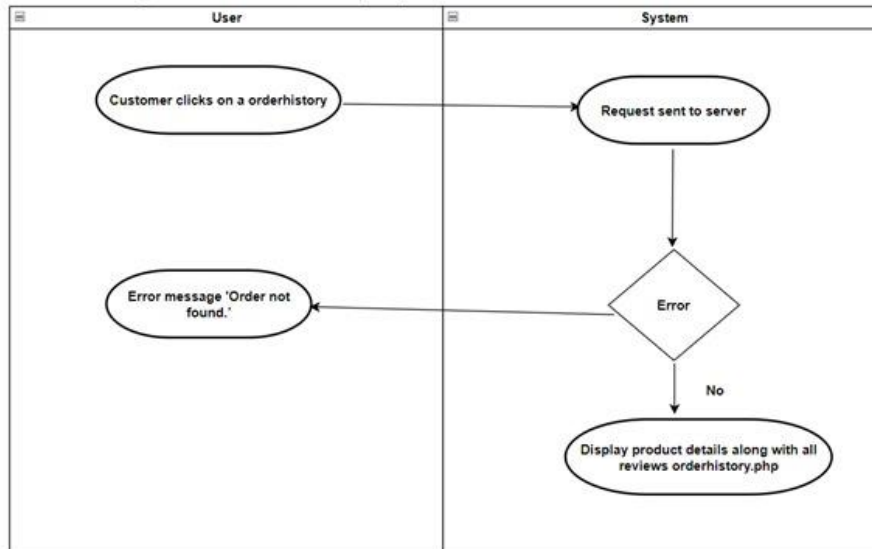 User
System
Customer clicks on a orderhistory
Request sent to server
Error message 'Order not
found.'
Error
No
Display product details along with all
reviews orderhistory.php